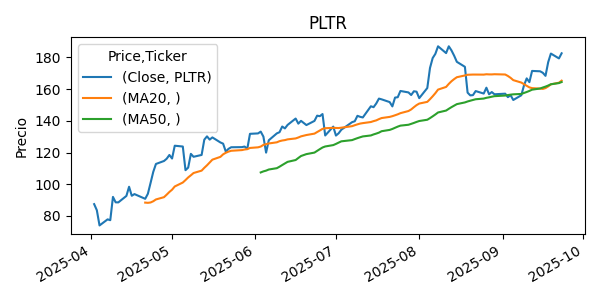 PLTR
Price,Ticker
(Close, PLTR)
(MA20, )
(MA50, )
Precio
180
160
140
120
100
80
2025-04
2025-05
2025-06
2025-07
2025-08
2025-09
2025-10